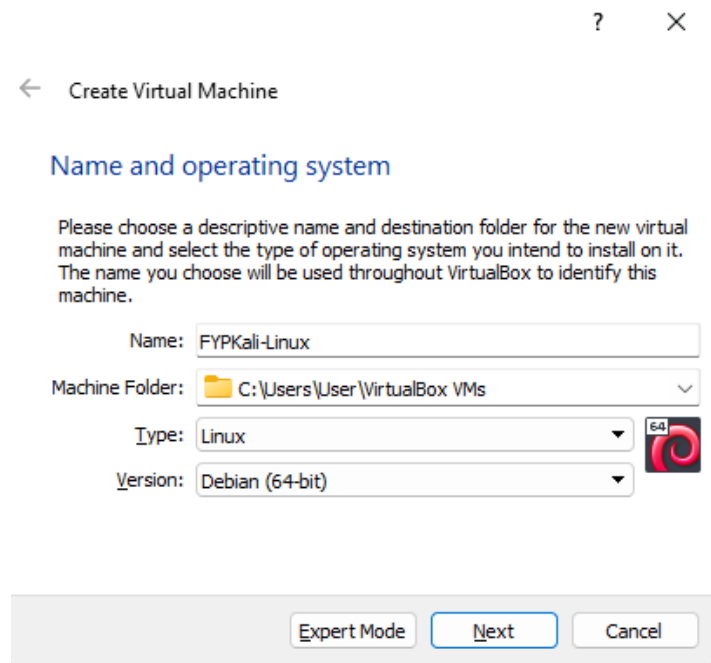 ?
Create Virtual Machine
Name and operating system
Please choose a descriptive name and destination folder for the new virtual
machine and select the type of operating system you intend to install on it.
The name you choose will be used throughout VirtualBox to identify this
machine.
Name: FYPKali-Linux
Machine Folder: C:\Users\User\VirtualBox VMs
Type: Linux
64
Version: Debian (64-bit)
Expert Mode Next Cancel